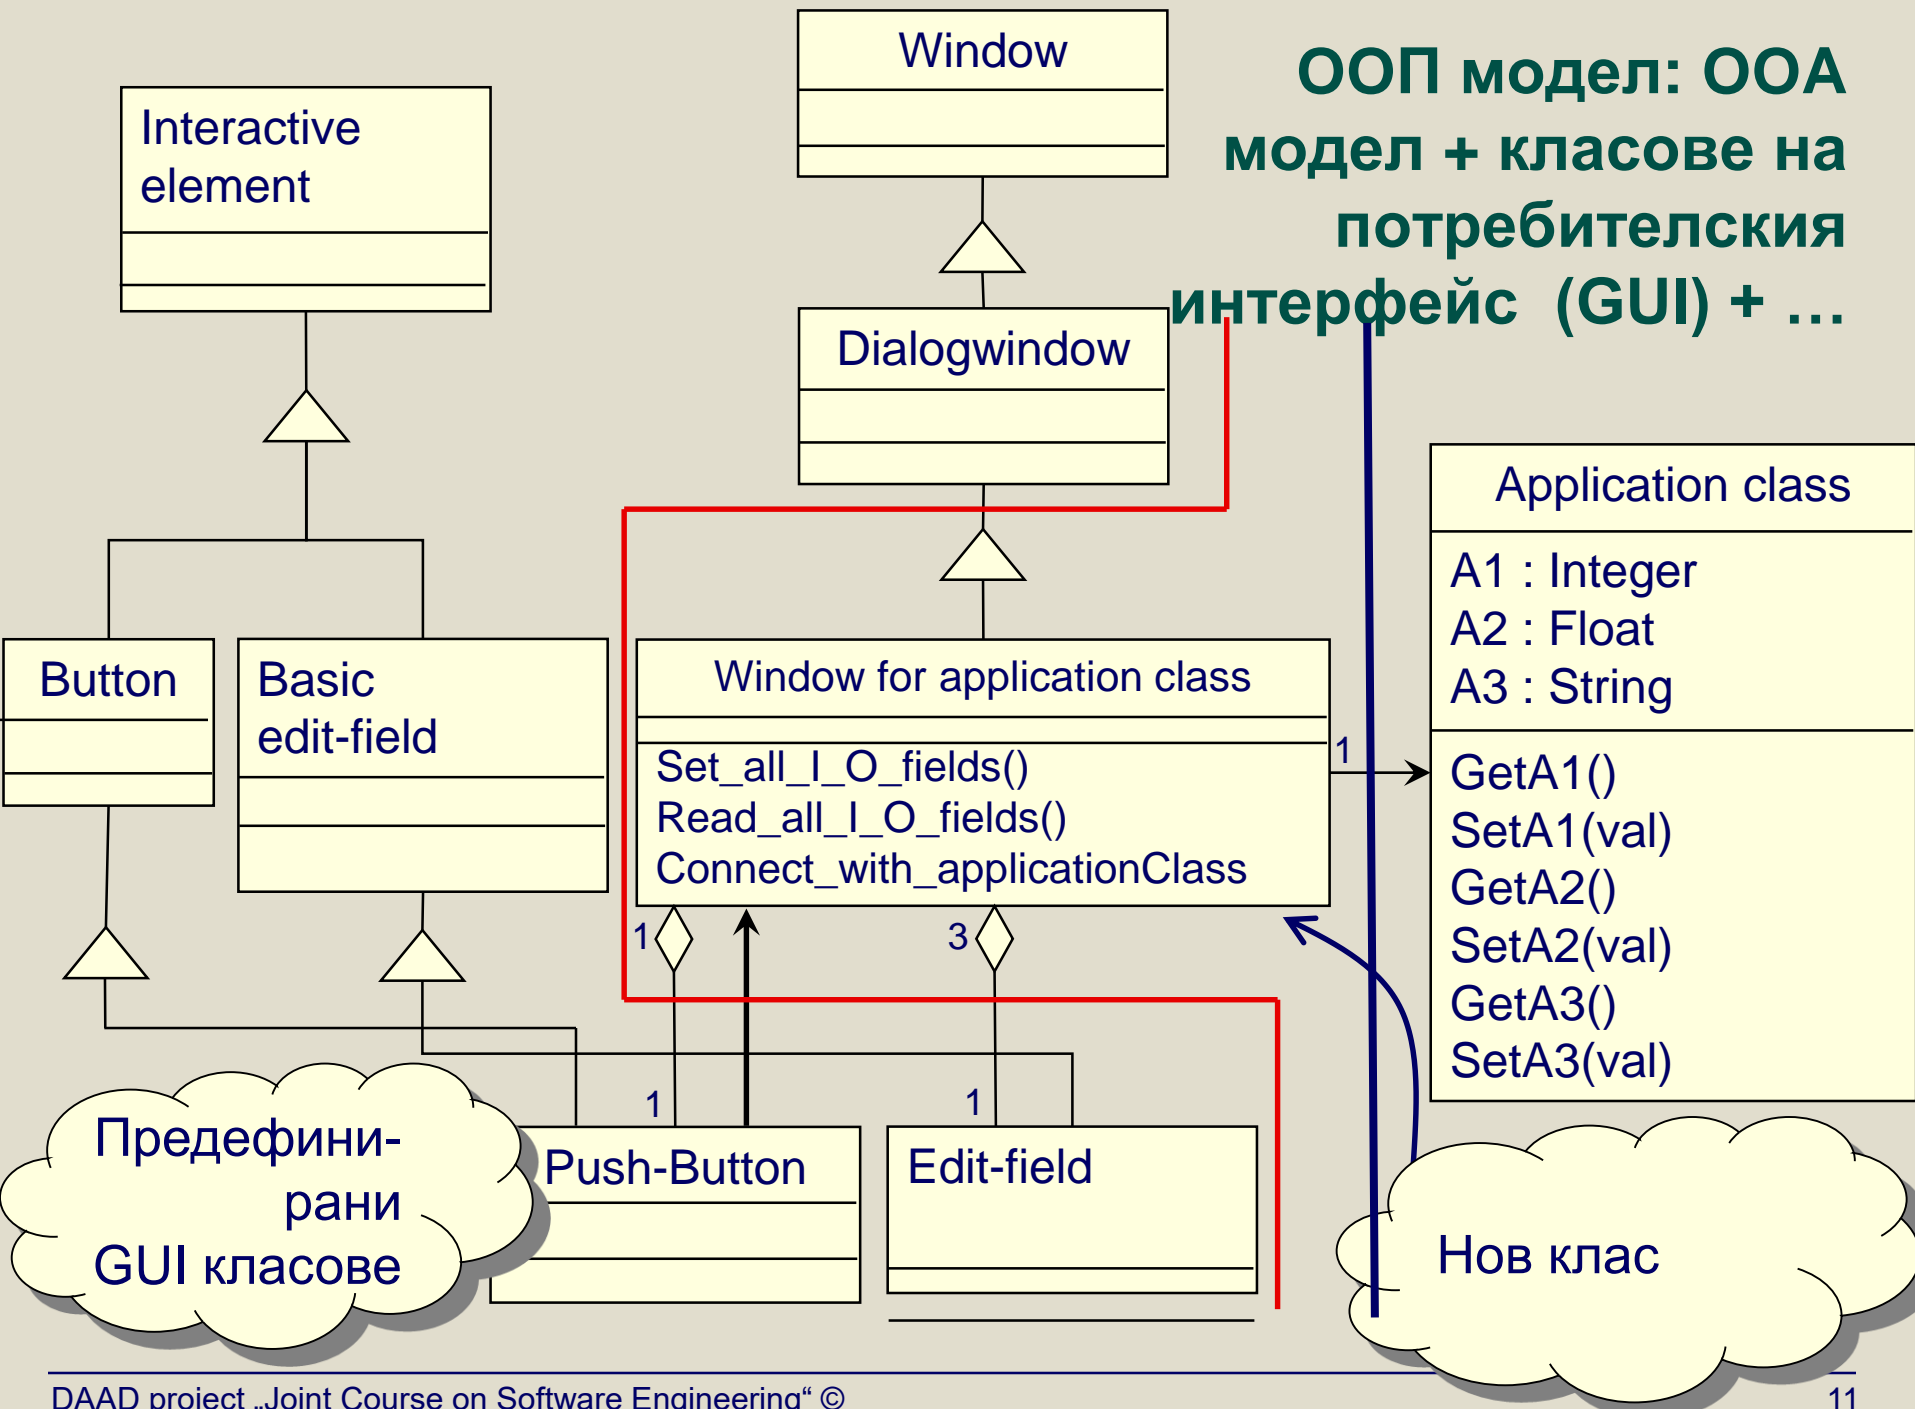 ООП модел: ООА
модел + класове на
потребителския
интерфейс (GUI) + …
Window
Interactive
element
Dialogwindow
Application class
A1 : Integer
A2 : Float
A3 : String
GetA1()
SetA1(val)
GetA2()
SetA2(val)
GetA3()
SetA3(val)
Button
Basic
edit-field
Window for application class
Set_all_I_O_fields()
Read_all_I_O_fields()
Connect_with_applicationClass
1
1
3
1
1
Предефини-
рани
GUI класове
Push-Button
Edit-field
Нов клас
DAAD project „Joint Course on Software Engineering“ ©
11